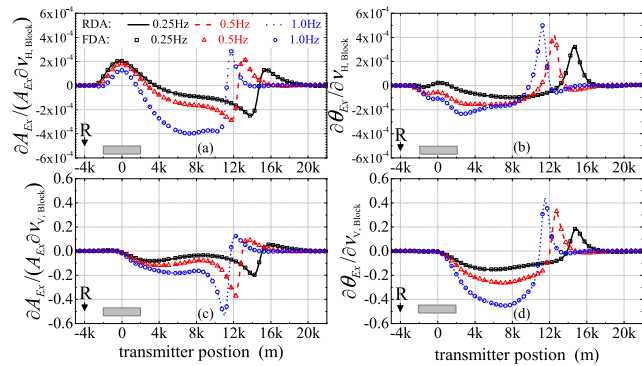 RDA: 0.25Hz 0.5Hz 1.0Hz
FDA: 0.25Hz 0.5Hz 1.0Hz
∂A_Ex/(A_Ex∂ν_H, Block)
6x10⁻⁴
4x10⁻⁴
2x10⁻⁴
0
-2x10⁻⁴
-4x10⁻⁴
-6x10⁻⁴
R
(a)
-4k 0 4k 8k 12k 16k 20k
∂θ_Ex/∂ν_H, Block
6x10⁻⁴
4x10⁻⁴
2x10⁻⁴
0
-2x10⁻⁴
-4x10⁻⁴
-6x10⁻⁴
R
(b)
-4k 0 4k 8k 12k 16k 20k
∂A_Ex/(A_Ex∂ν_V, Block)
0.6
0.4
0.2
0.0
-0.2
-0.4
-0.6
R
(c)
-4k 0 4k 8k 12k 16k 20k
transmitter postion (m)
∂θ_Ex/∂ν_V, Block
0.6
0.4
0.2
0.0
-0.2
-0.4
-0.6
R
(d)
-4k 0 4k 8k 12k 16k 20k
transmitter postion (m)